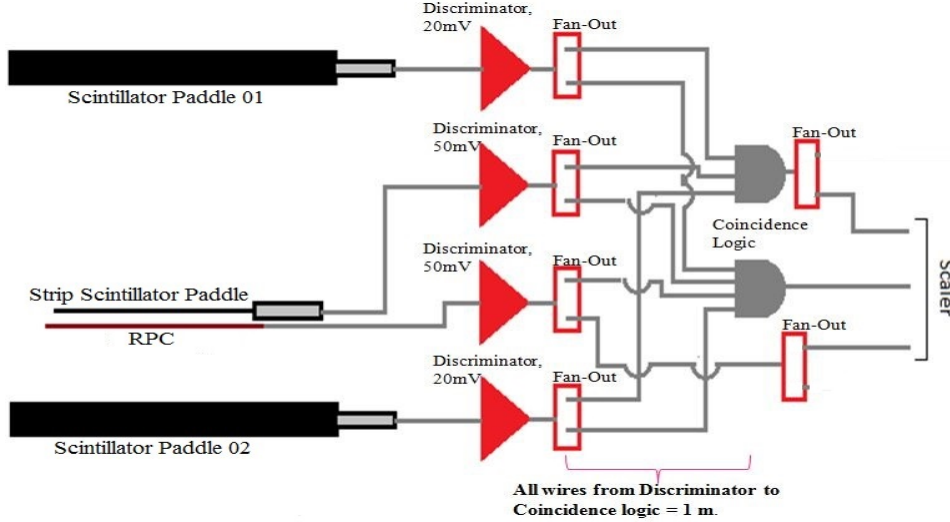 Discriminator,
20mV
Fan-Out
Scintillator Paddle 01
Discriminator,
50mV
Fan-Out
Fan-Out
Coincidence
Logic
Discriminator,
50mV
Fan-Out
Strip Scintillator Paddle
RPC
Scaler
Fan-Out
Discriminator,
20mV
Fan-Out
Scintillator Paddle 02
All wires from Discriminator to
Coincidence logic = 1 m.